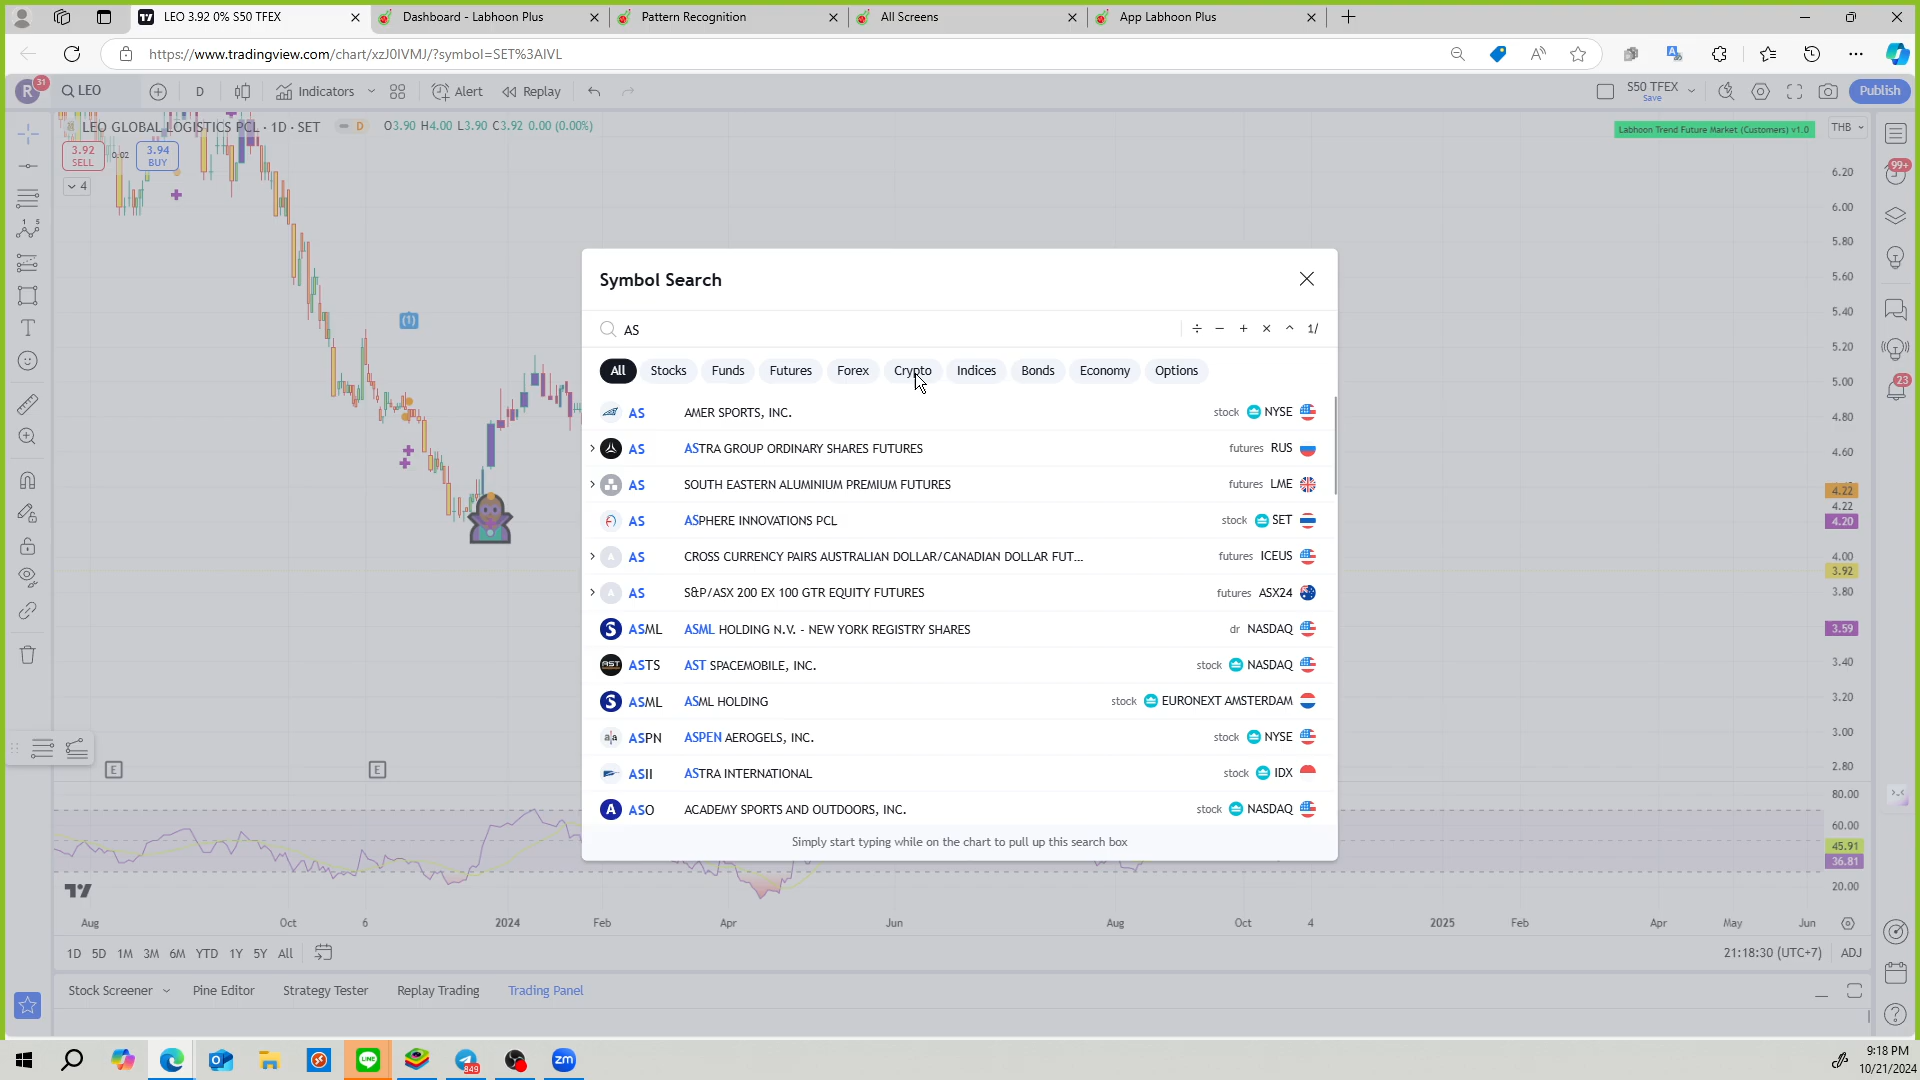 LEO 3.92 0% S50 TFEX
Dashboard - Labhoon Plus
Pattern Recognition
All Screens
App Labhoon Plus
https://www.tradingview.com/chart/xzJ0IVMJ/?symbol=SET%3AIVL
R 31
LEO
D
Indicators
Alert
Replay
S50 TFEX
Save
Publish
LEO GLOBAL LOGISTICS PCL · 1D · SET
D
O3.90 H4.00 L3.90 C3.92 0.00 (0.00%)
Labhoon Trend Future Market (Customers) v1.0
THB
3.92
SELL
0.02
3.94
BUY
4
(1)
E
E
6.20
6.00
5.80
5.60
5.40
5.20
5.00
4.80
4.60
4.22
4.22
4.20
4.00
3.92
3.80
3.59
3.40
3.20
3.00
2.80
80.00
60.00
45.91
36.81
20.00
99+
23
Symbol Search
AS
÷ − + × ^ 1/
All Stocks Funds Futures Forex Crypto Indices Bonds Economy Options
AS AMER SPORTS, INC. stock NYSE
AS ASTRA GROUP ORDINARY SHARES FUTURES futures RUS
AS SOUTH EASTERN ALUMINIUM PREMIUM FUTURES futures LME
AS ASPHERE INNOVATIONS PCL stock SET
A AS CROSS CURRENCY PAIRS AUSTRALIAN DOLLAR/CANADIAN DOLLAR FUT... futures ICEUS
A AS S&P/ASX 200 EX 100 GTR EQUITY FUTURES futures ASX24
ASML ASML HOLDING N.V. - NEW YORK REGISTRY SHARES dr NASDAQ
AST ASTS AST SPACEMOBILE, INC. stock NASDAQ
ASML ASML HOLDING stock EURONEXT AMSTERDAM
a|a ASPN ASPEN AEROGELS, INC. stock NYSE
ASII ASTRA INTERNATIONAL stock IDX
A ASO ACADEMY SPORTS AND OUTDOORS, INC. stock NASDAQ
Simply start typing while on the chart to pull up this search box
Aug Oct 6 2024 Feb Apr Jun Aug Oct 4 2025 Feb Apr May Jun
1D 5D 1M 3M 6M YTD 1Y 5Y All
21:18:30 (UTC+7) ADJ
Stock Screener Pine Editor Strategy Tester Replay Trading Trading Panel
LINE
849
zm
9:18 PM
10/21/2024